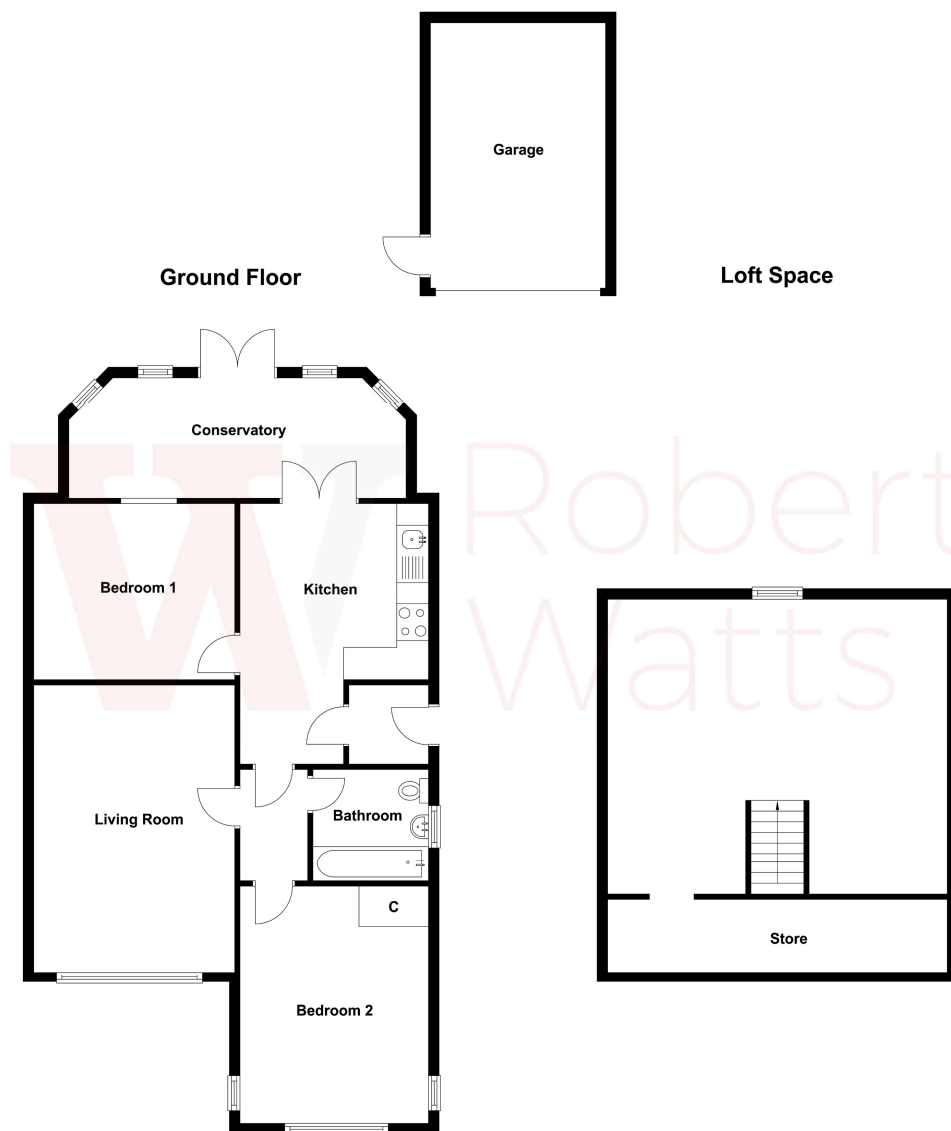 Garage
Ground Floor
Loft Space
Conservatory
Robert
Watts
Bedroom 1
Kitchen
Living Room
Bathroom
C
Store
Bedroom 2